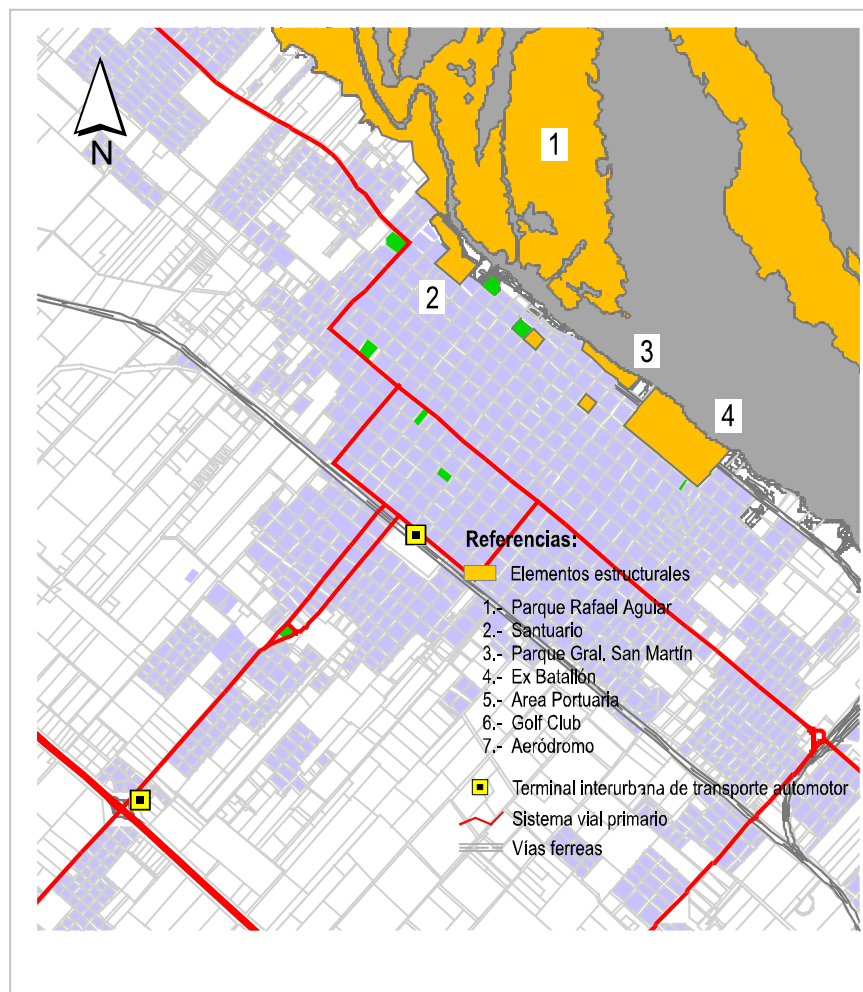 N
1
2
3
4
Referencias:
Elementos estructurales
1.- Parque Rafael Aguiar
2.- Santuario
3.- Parque Gral. San Martín
4.- Ex Batallón
5.- Area Portuaria
6.- Golf Club
7.- Aeródromo
Terminal interurbana de transporte automotor
Sistema vial primario
Vías ferreas